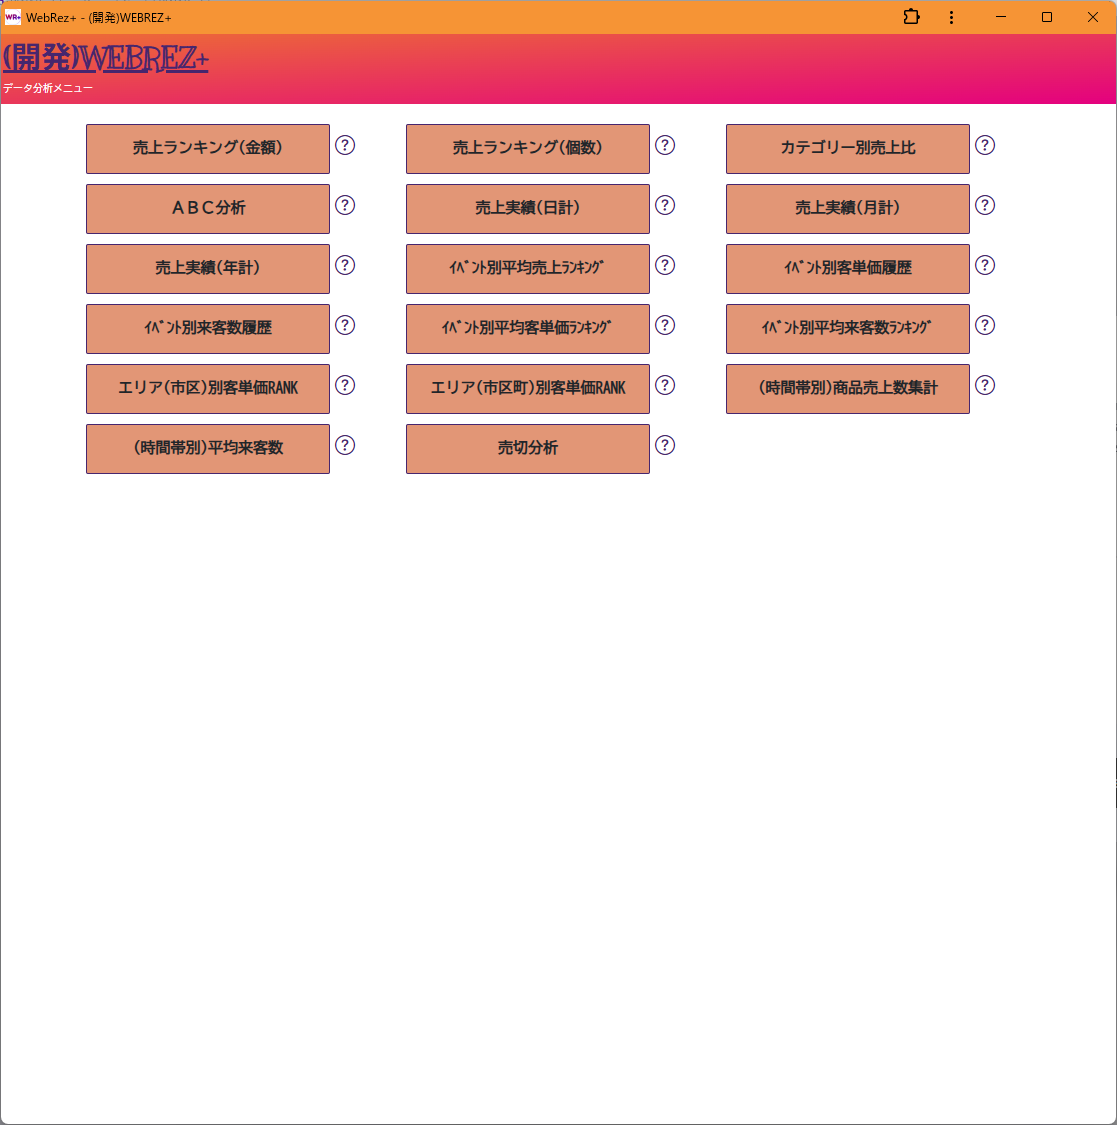 WebRez+ - (開発)WEBREZ+
(開発)WEBREZ+
データ分析メニュー
売上ランキング(金額) ?
売上ランキング(個数) ?
カテゴリー別売上比 ?
ＡＢＣ分析 ?
売上実績(日計) ?
売上実績(月計) ?
売上実績(年計) ?
ｲﾍﾞﾝﾄ別平均売上ﾗﾝｷﾝｸﾞ ?
ｲﾍﾞﾝﾄ別客単価履歴 ?
ｲﾍﾞﾝﾄ別来客数履歴 ?
ｲﾍﾞﾝﾄ別平均客単価ﾗﾝｷﾝｸﾞ ?
ｲﾍﾞﾝﾄ別平均来客数ﾗﾝｷﾝｸﾞ ?
エリア(市区)別客単価RANK ?
エリア(市区町)別客単価RANK ?
(時間帯別)商品売上数集計 ?
(時間帯別)平均来客数 ?
売切分析 ?